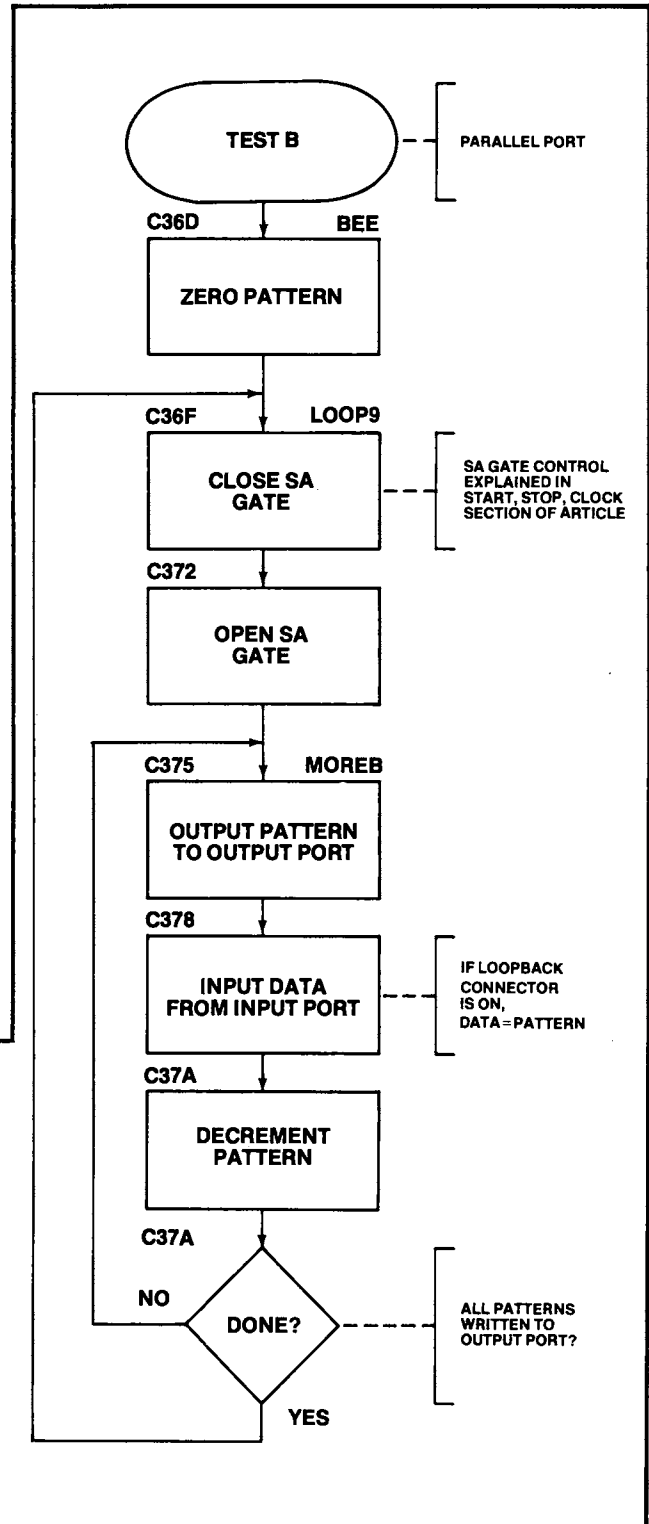 TEST B
PARALLEL PORT
C36D BEE
ZERO PATTERN
C36F LOOP9
CLOSE SA
GATE
SA GATE CONTROL
EXPLAINED IN
START, STOP, CLOCK
SECTION OF ARTICLE
C372
OPEN SA
GATE
C375 MOREB
OUTPUT PATTERN
TO OUTPUT PORT
C378
INPUT DATA
FROM INPUT PORT
IF LOOPBACK
CONNECTOR
IS ON,
DATA=PATTERN
C37A
DECREMENT
PATTERN
C37A
NO
DONE?
ALL PATTERNS
WRITTEN TO
OUTPUT PORT?
YES